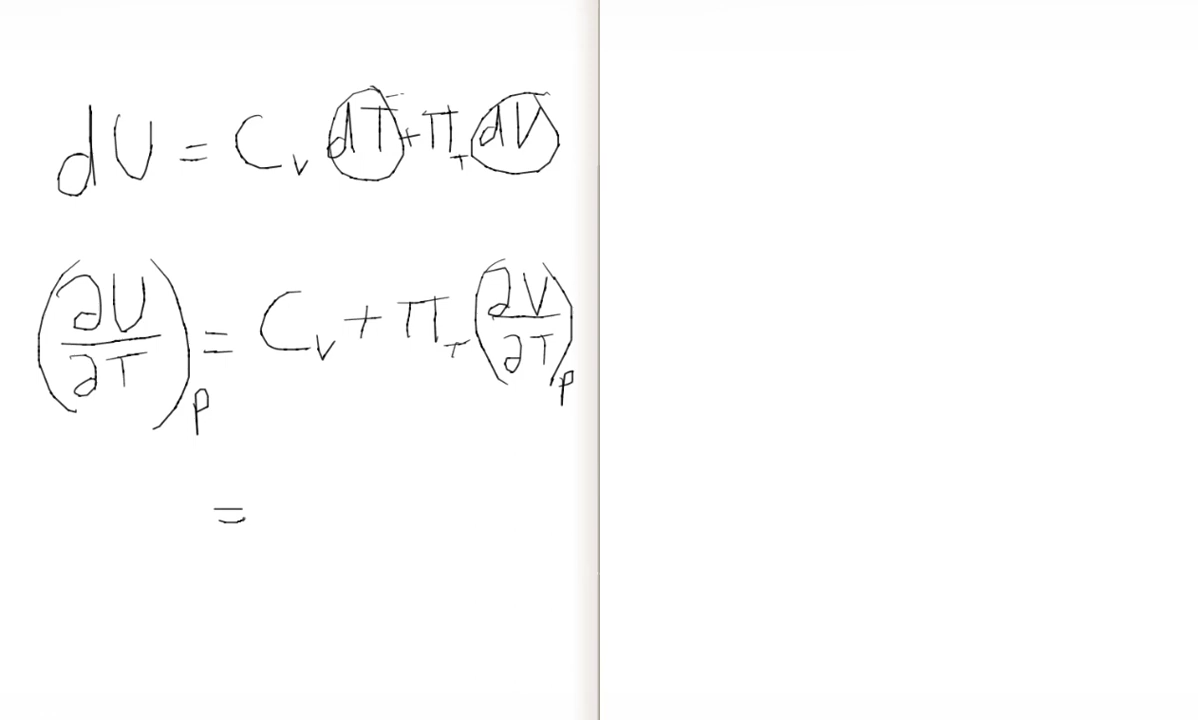 dU = C_V dT + π_T dV
(∂U/∂T)_p = C_V + π_T (∂V/∂T)_p
=